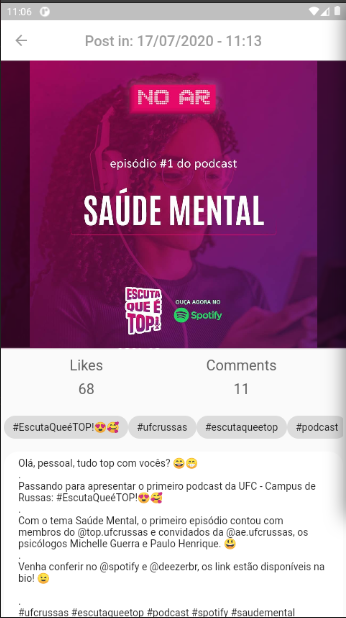 11:06
Post in: 17/07/2020 - 11:13
NO AR
episódio #1 do podcast
SAÚDE MENTAL
ESCUTA
QUE É
TOP!
OUÇA AGORA NO
Spotify
Likes
Comments
68
11
#EscutaQueéTOP!😍🥰
#ufcrussas
#escutaqueetop
#podcast
Olá, pessoal, tudo top com vocês? 😄😁
.
Passando para apresentar o primeiro podcast da UFC - Campus de
Russas: #EscutaQueéTOP!😍🥰
.
Com o tema Saúde Mental, o primeiro episódio contou com
membros do @top.ufcrussas e convidados da @ae.ufcrussas, os
psicólogos Michelle Guerra e Paulo Henrique. 😃
.
Venha conferir no @spotify e @deezerbr, os link estão disponíveis na
bio! 😉
.
#ufcrussas #escutaqueetop #podcast #spotify #saudemental